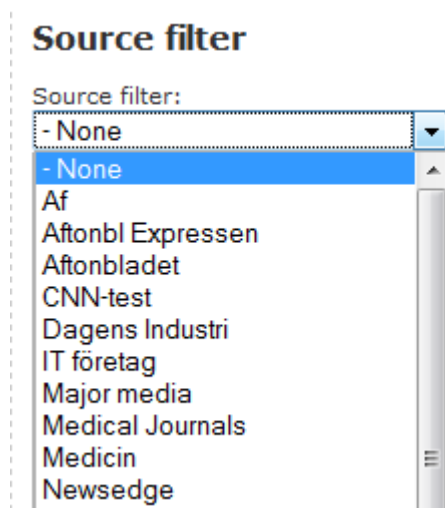 Source filter
Source filter:
- None
- None
Af
Aftonbl Expressen
Aftonbladet
CNN-test
Dagens Industri
IT företag
Major media
Medical Journals
Medicin
Newsedge